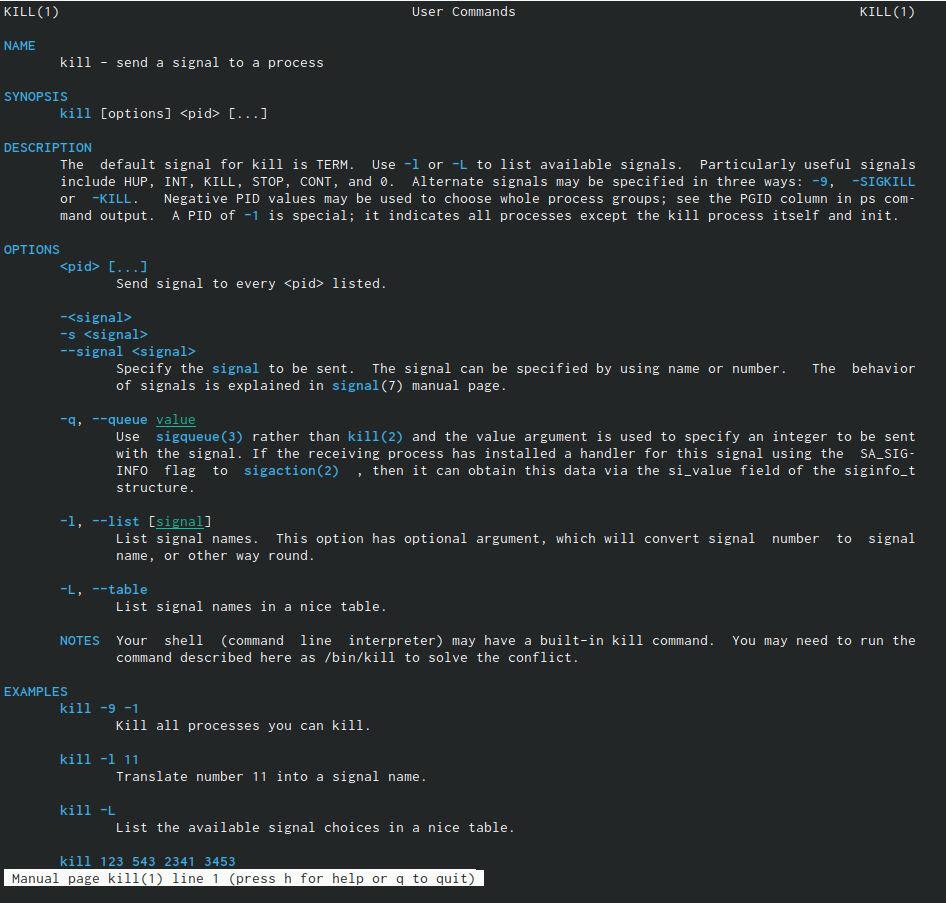 KILL(1) User Commands KILL(1)
NAME
kill - send a signal to a process
SYNOPSIS
kill [options] <pid> [...]
DESCRIPTION
The default signal for kill is TERM. Use -l or -L to list available signals. Particularly useful signals
include HUP, INT, KILL, STOP, CONT, and 0. Alternate signals may be specified in three ways: -9, -SIGKILL
or -KILL. Negative PID values may be used to choose whole process groups; see the PGID column in ps com-
mand output. A PID of -1 is special; it indicates all processes except the kill process itself and init.
OPTIONS
<pid> [...]
Send signal to every <pid> listed.
-<signal>
-s <signal>
--signal <signal>
Specify the signal to be sent. The signal can be specified by using name or number. The behavior
of signals is explained in signal(7) manual page.
-q, --queue value
Use sigqueue(3) rather than kill(2) and the value argument is used to specify an integer to be sent
with the signal. If the receiving process has installed a handler for this signal using the SA_SIG-
INFO flag to sigaction(2) , then it can obtain this data via the si_value field of the siginfo_t
structure.
-l, --list [signal]
List signal names. This option has optional argument, which will convert signal number to signal
name, or other way round.
-L, --table
List signal names in a nice table.
NOTES Your shell (command line interpreter) may have a built-in kill command. You may need to run the
command described here as /bin/kill to solve the conflict.
EXAMPLES
kill -9 -1
Kill all processes you can kill.
kill -l 11
Translate number 11 into a signal name.
kill -L
List the available signal choices in a nice table.
kill 123 543 2341 3453
Manual page kill(1) line 1 (press h for help or q to quit)